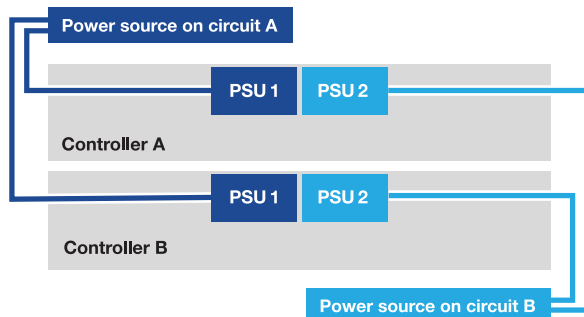 Power source on circuit A
PSU 1
PSU 2
Controller A
PSU 1
PSU 2
Controller B
Power source on circuit B